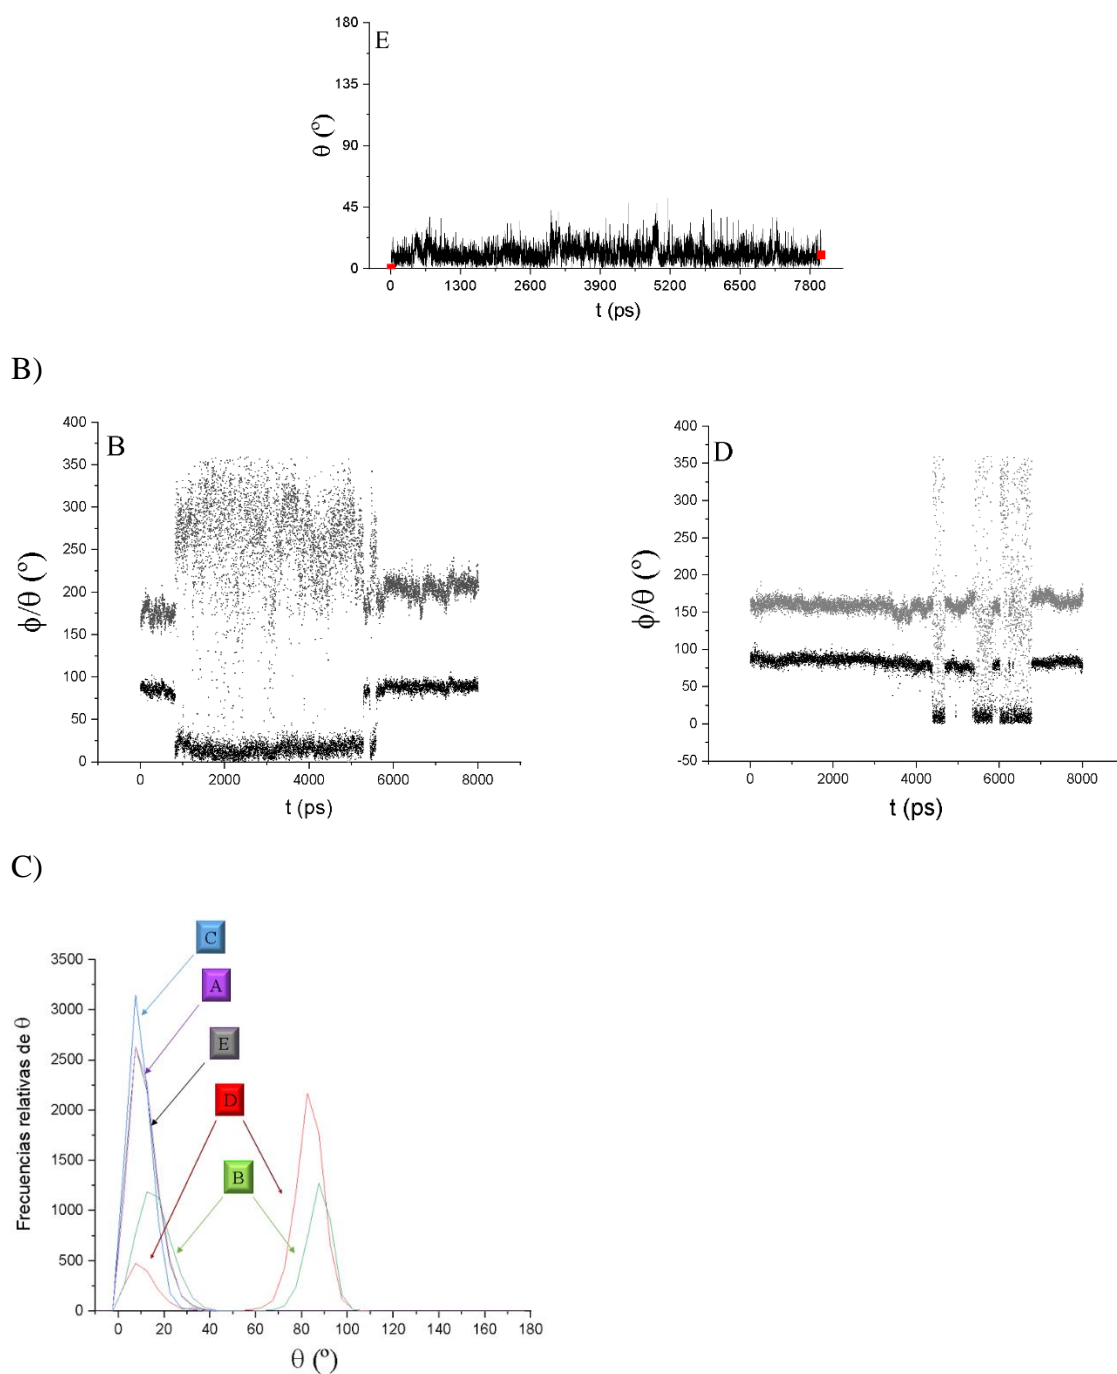 180
E
135
90
45
0
θ (º)
0 1300 2600 3900 5200 6500 7800
t (ps)
B)
400
B
350
300
250
200
150
100
50
0
ϕ/θ (º)
0 2000 4000 6000 8000
t (ps)
400
D
350
300
250
200
150
100
50
0
-50
ϕ/θ (º)
0 2000 4000 6000 8000
t (ps)
C)
C
A
E
D
B
3500
3000
2500
2000
1500
1000
500
0
Frecuencias relativas de θ
0 20 40 60 80 100 120 140 160 180
θ (º)